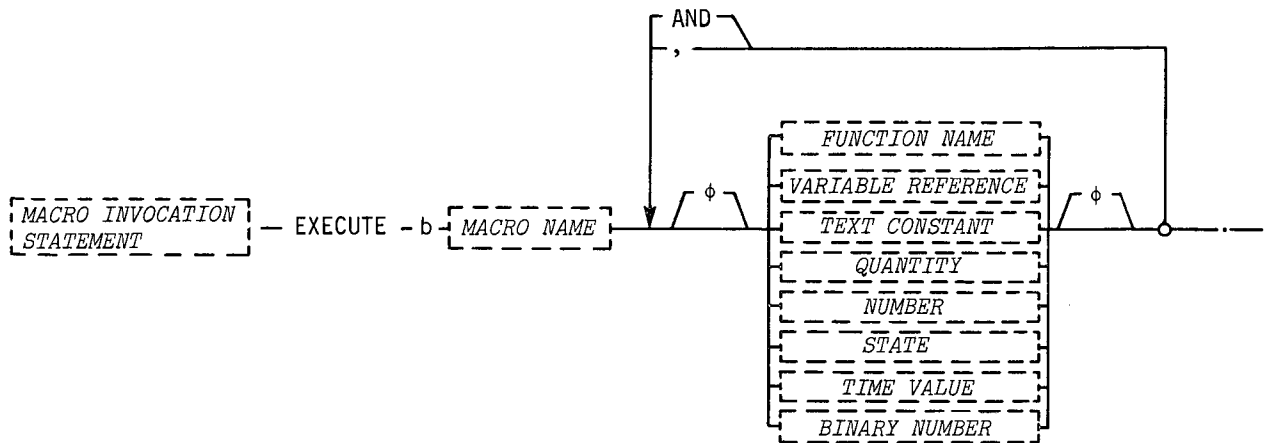 AND
,
FUNCTION NAME
ϕ VARIABLE REFERENCE ϕ
MACRO INVOCATION STATEMENT EXECUTE b MACRO NAME TEXT CONSTANT
QUANTITY
NUMBER
STATE
TIME VALUE
BINARY NUMBER